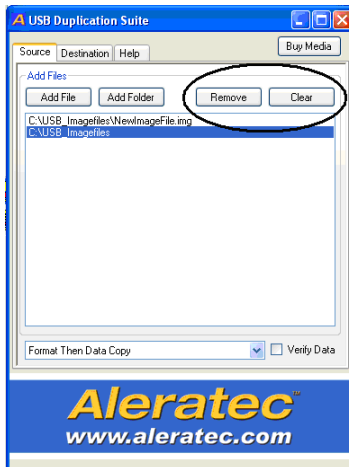 A USB Duplication Suite
Buy Media
Source Destination Help
Add Files
Add File Add Folder Remove Clear
C:\USB_Imagefiles\NewImageFile.img
C:\USB_Imagefiles
Format Then Data Copy Verify Data
Aleratec™
www.aleratec.com